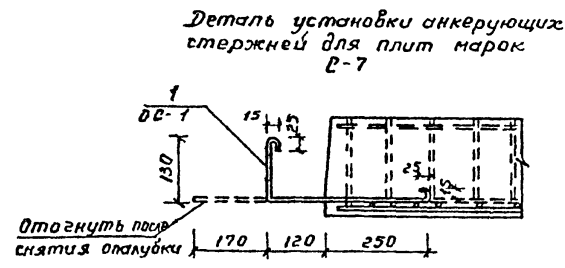 Деталь установки анкерующих
стержней для плит марок
С-7
1
ОС-1
15
25
130
25
15
Отогнуть после
снятия опалубки
170
120
250